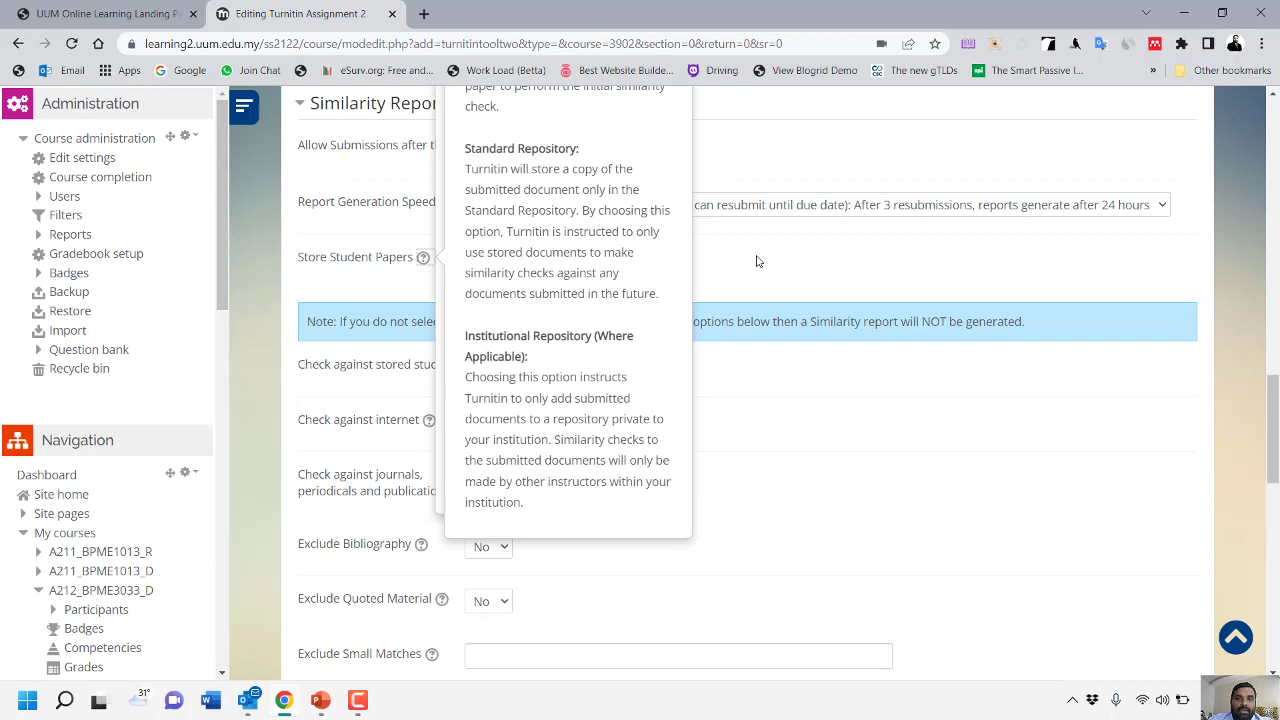 UUM Online Learning Landing P
Editing Turnitin Assignment 2
learning2.uum.edu.my/ss2122/course/modedit.php?add=turnitintooltwo&type=&course=3902&section=0&return=0&sr=0
Email
Apps
Google
Join Chat
eSurv.org: Free and...
Work Load (Beta)
Best Website Builde...
Driving
View Blogrid Demo
The new gTLDs
The Smart Passive I...
»
Other bookmarks
Administration
Course administration
Edit settings
Course completion
Users
Filters
Reports
Gradebook setup
Badges
Backup
Restore
Import
Question bank
Recycle bin
Navigation
Dashboard
Site home
Site pages
My courses
A211_BPME1013_R
A211_BPME1013_D
A212_BPME3033_D
Participants
Badges
Competencies
Grades
Similarity Repor
Allow Submissions after t
Report Generation Speed
can resubmit until due date): After 3 resubmissions, reports generate after 24 hours
Store Student Papers
paper to perform the initial similarity
check.
Standard Repository:
Turnitin will store a copy of the
submitted document only in the
Standard Repository. By choosing this
option, Turnitin is instructed to only
use stored documents to make
similarity checks against any
documents submitted in the future.
Institutional Repository (Where
Applicable):
Choosing this option instructs
Turnitin to only add submitted
documents to a repository private to
your institution. Similarity checks to
the submitted documents will only be
made by other instructors within your
institution.
Note: If you do not selec
options below then a Similarity report will NOT be generated.
Check against stored stu
Check against internet
Check against journals,
periodicals and publicatio
Exclude Bibliography
No
Exclude Quoted Material
No
Exclude Small Matches
31°